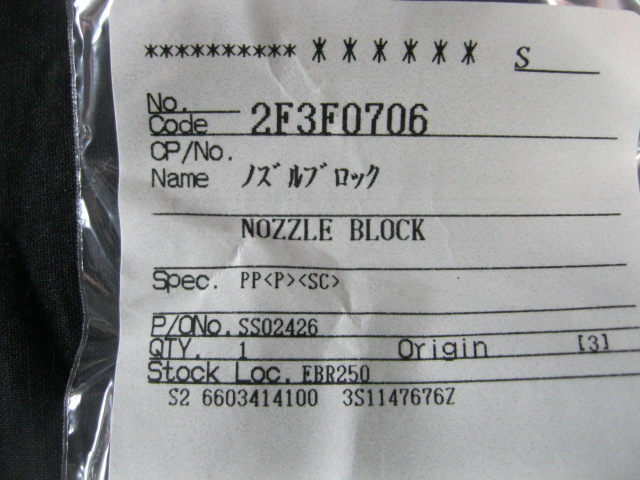 ********** ****** S
No.
Code 2F3F0706
CP/No.
Name ﾉｽﾞﾙﾌﾞﾛｯｸ
NOZZLE BLOCK
Spec. PP<P><SC>
P/ONo. SS02426
QTY. 1 Origin [3]
Stock Loc. EBR250
S2 6603414100 3S1147676Z